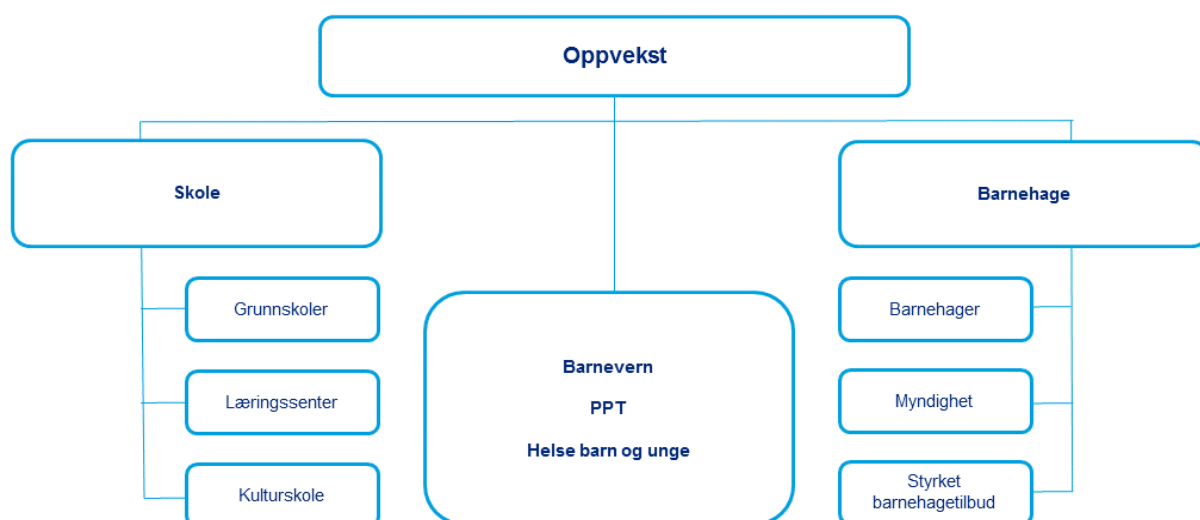 Oppvekst
Skole
Barnehage
Grunnskoler
Læringssenter
Kulturskole
Barnevern
PPT
Helse barn og unge
Barnehager
Myndighet
Styrket
barnehagetilbud